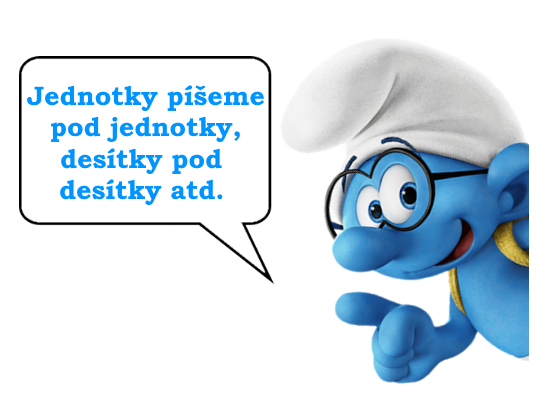 Jednotky píšeme
pod jednotky,
desítky pod
desítky atd.